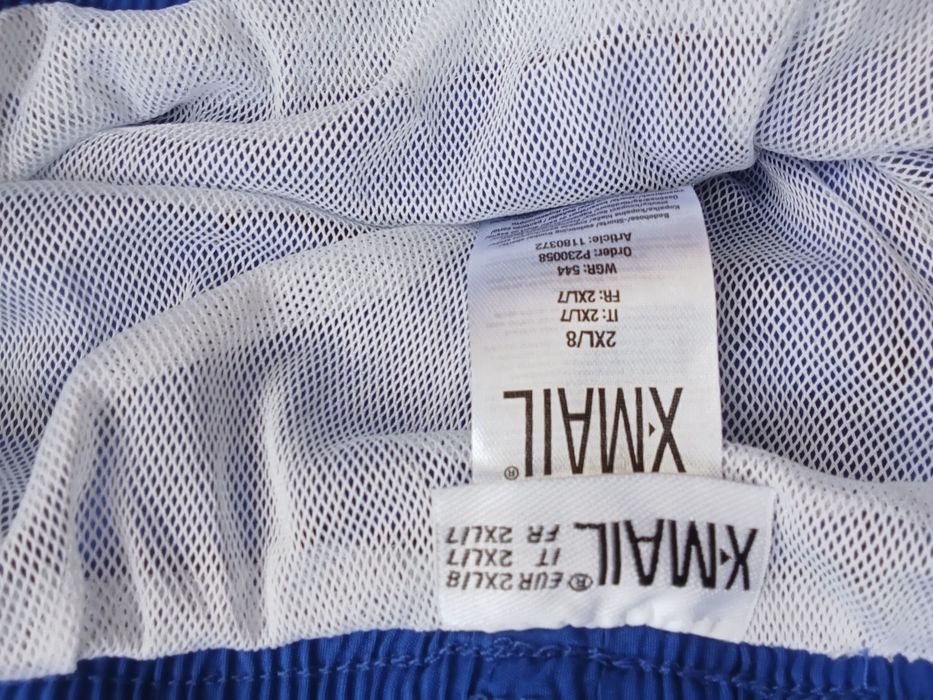 X·MAIL®
EUR 2XL/8
IT 2XL/7
FR 2XL/7
X·MAIL
®
2XL/8
IT: 2XL/7
FR: 2XL/7
WGR: 544
Order: P230058
Article: 1180372
Badehose/